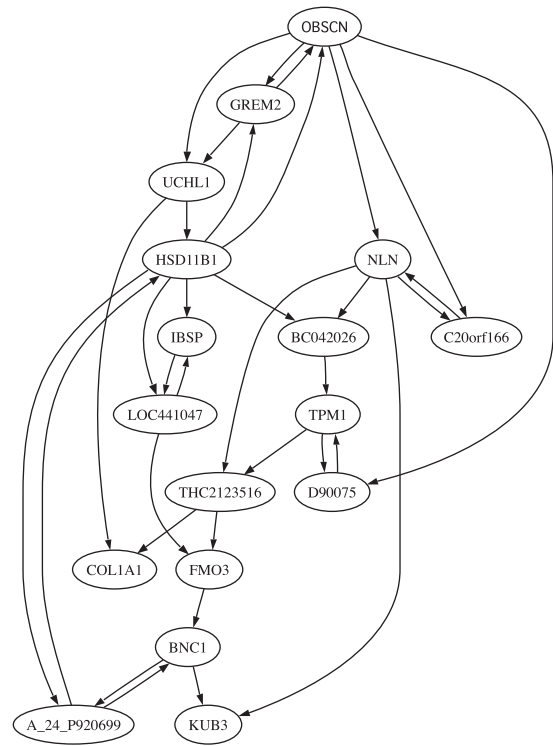 OBSCN
GREM2
UCHL1
HSD11B1
NLN
IBSP
BC042026
C20orf166
LOC441047
TPM1
THC2123516
D90075
COL1A1
FMO3
BNC1
A_24_P920699
KUB3